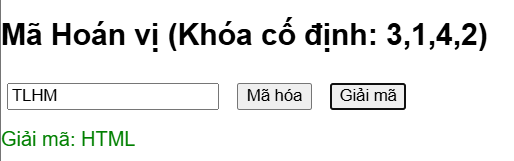 Mã Hoán vị (Khóa cố định: 3,1,4,2)
TLHM Mã hóa Giải mã
Giải mã: HTML